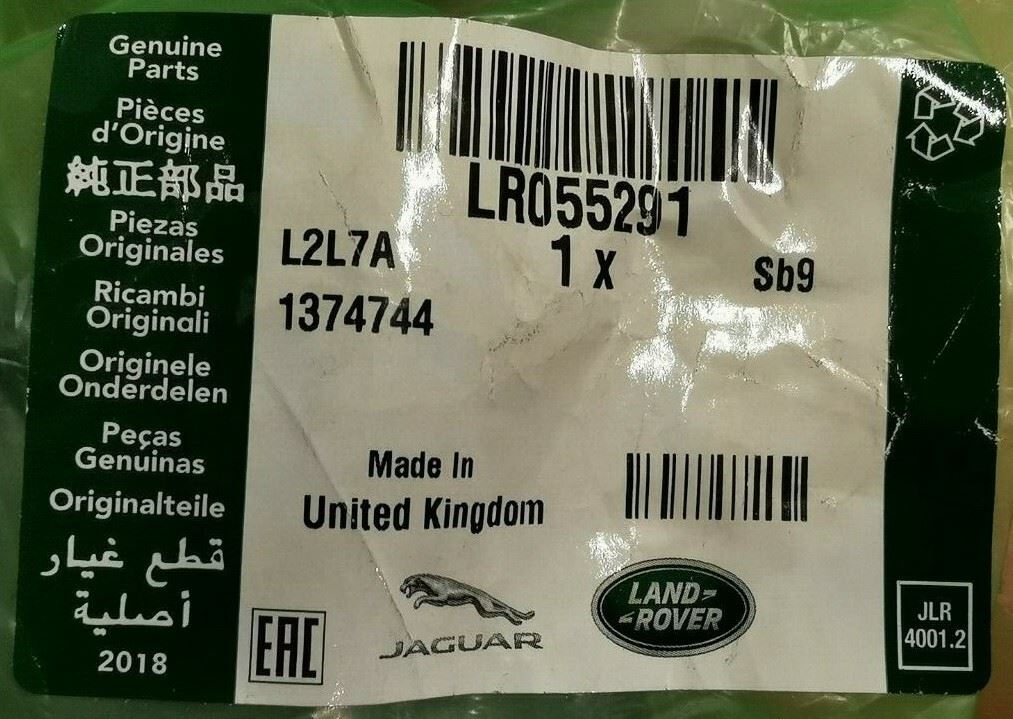 Genuine
Parts
Pièces
d'Origine
純正部品
Piezas
Originales
Ricambi
Originali
Originele
Onderdelen
Peças
Genuinas
Originalteile
قطع غيار
أصلية
2018
LR055291
L2L7A
1 x
Sb9
1374744
Made In
United Kingdom
EAC
JAGUAR
LAND-
-ROVER
JLR
4001.2